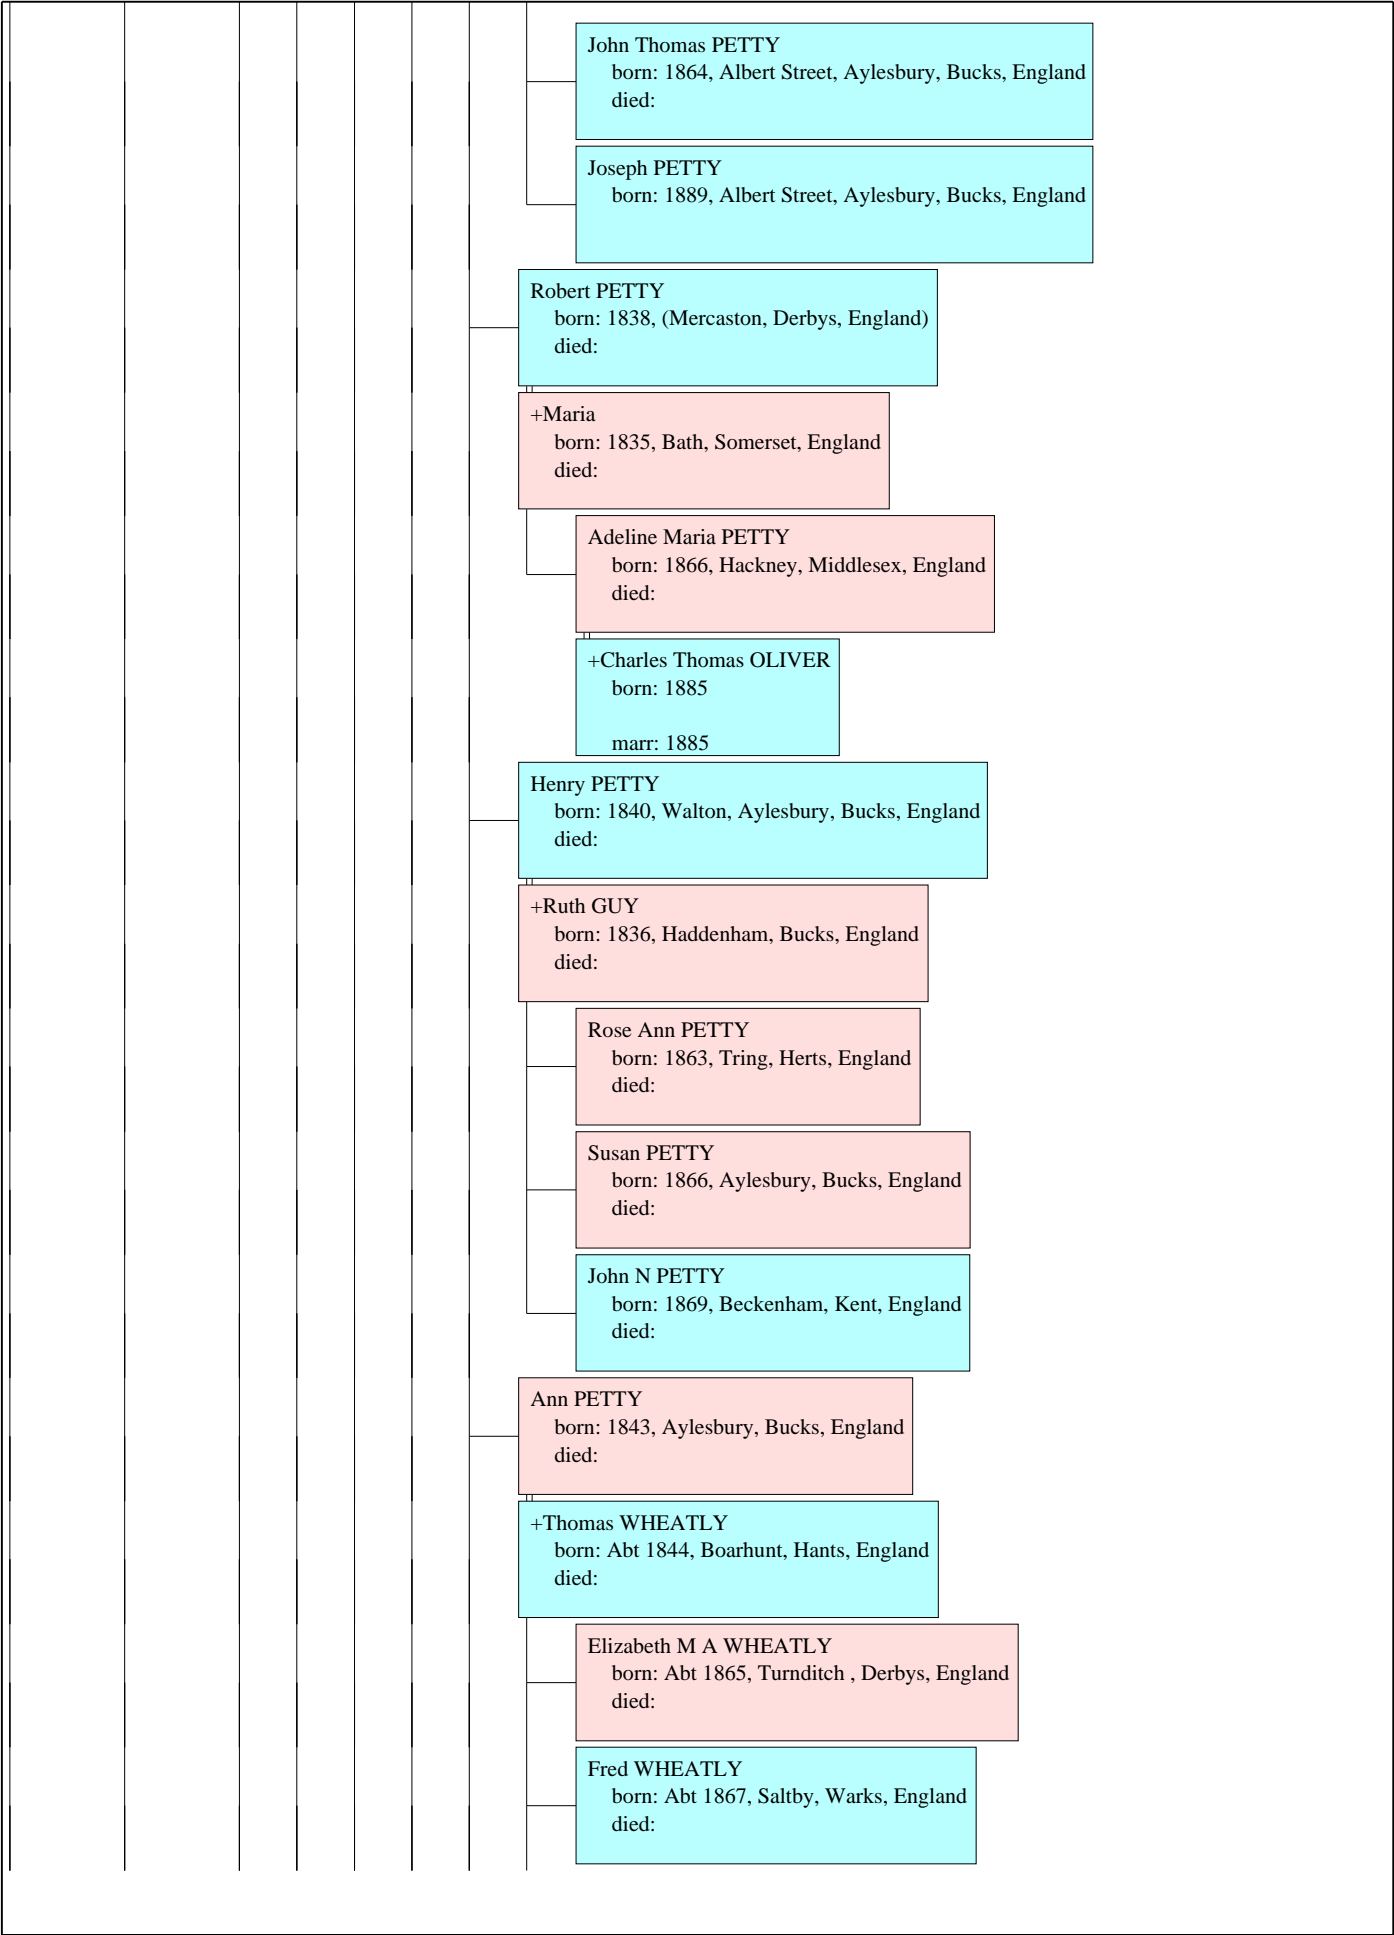 John Thomas PETTY
born: 1864, Albert Street, Aylesbury, Bucks, England
died:
Joseph PETTY
born: 1889, Albert Street, Aylesbury, Bucks, England
Robert PETTY
born: 1838, (Mercaston, Derbys, England)
died:
+Maria
born: 1835, Bath, Somerset, England
died:
Adeline Maria PETTY
born: 1866, Hackney, Middlesex, England
died:
+Charles Thomas OLIVER
born: 1885
marr: 1885
Henry PETTY
born: 1840, Walton, Aylesbury, Bucks, England
died:
+Ruth GUY
born: 1836, Haddenham, Bucks, England
died:
Rose Ann PETTY
born: 1863, Tring, Herts, England
died:
Susan PETTY
born: 1866, Aylesbury, Bucks, England
died:
John N PETTY
born: 1869, Beckenham, Kent, England
died:
Ann PETTY
born: 1843, Aylesbury, Bucks, England
died:
+Thomas WHEATLY
born: Abt 1844, Boarhunt, Hants, England
died:
Elizabeth M A WHEATLY
born: Abt 1865, Turnditch , Derbys, England
died:
Fred WHEATLY
born: Abt 1867, Saltby, Warks, England
died: